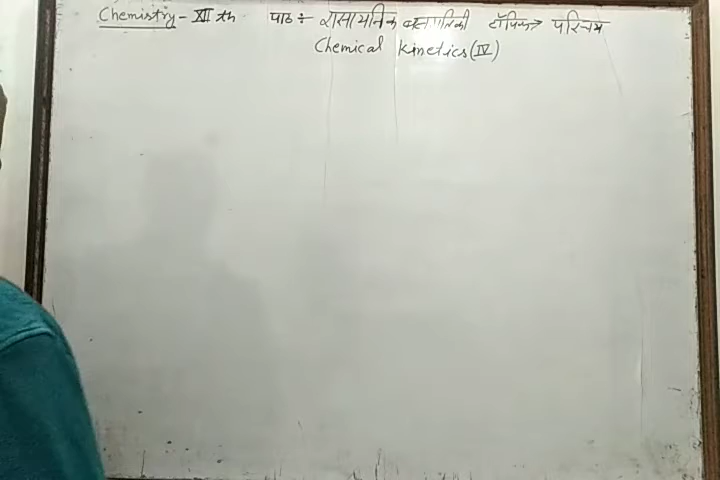 Chemistry - XII th पाठ ÷ रासायनिक बलगतिकी टॉपिक → परिचय
Chemical Kinetics (IV)